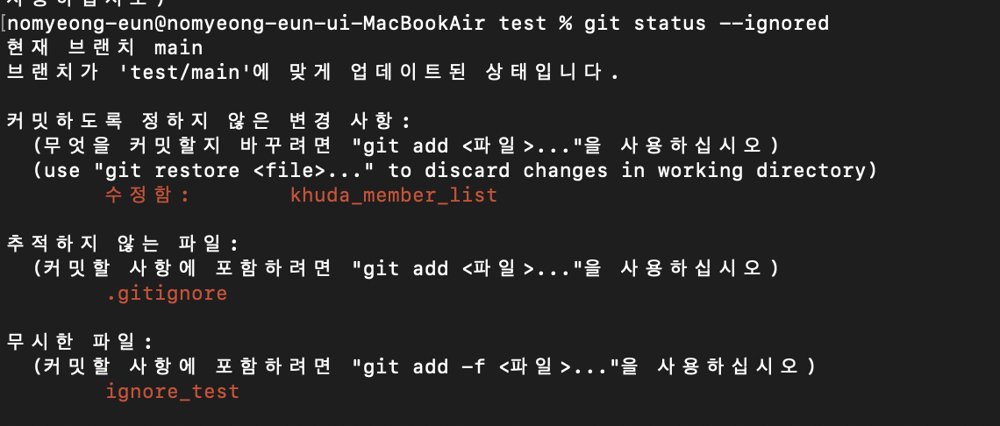 사용하십시오)
[nomyeong-eun@nomyeong-eun-ui-MacBookAir test % git status --ignored
현재 브랜치 main
브랜치가 'test/main'에 맞게 업데이트된 상태입니다.
커밋하도록 정하지 않은 변경 사항:
(무엇을 커밋할지 바꾸려면 "git add <파일>..."을 사용하십시오)
(use "git restore <file>..." to discard changes in working directory)
수정함: khuda_member_list
추적하지 않는 파일:
(커밋할 사항에 포함하려면 "git add <파일>..."을 사용하십시오)
.gitignore
무시한 파일:
(커밋할 사항에 포함하려면 "git add -f <파일>..."을 사용하십시오)
ignore_test